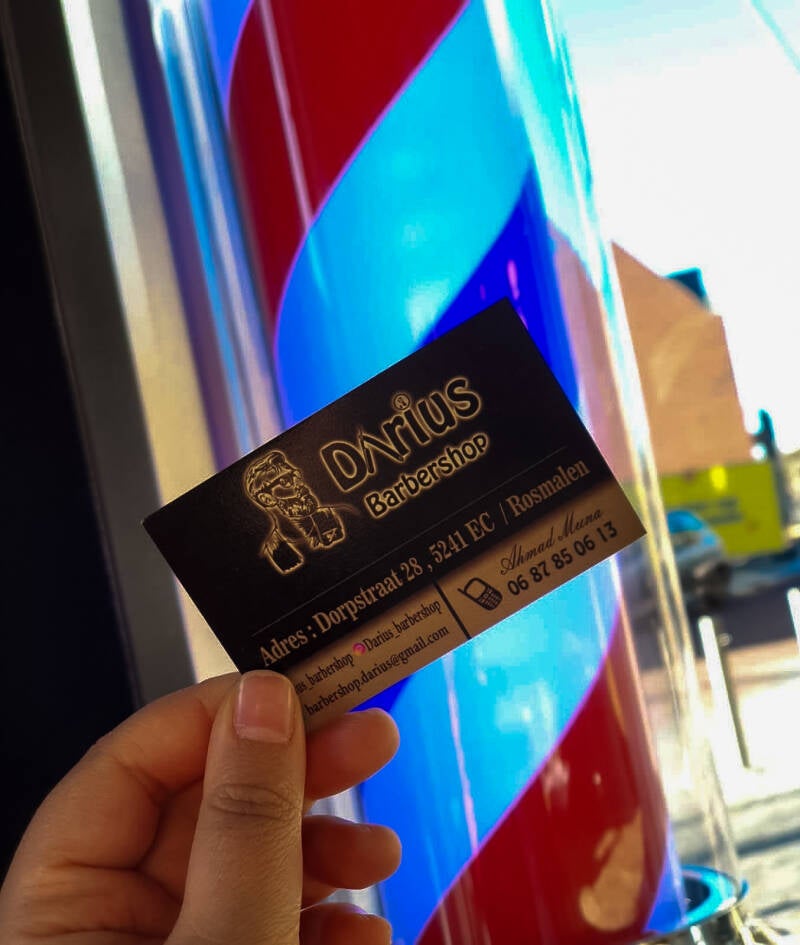 DArius
Barbershop
Adres : Dorpstraat 28 , 5241 EC / Rosmalen
Ahmad Muna
06 87 85 06 13
_barbershop Darius_barbershop
barbershop.darius@gmail.com